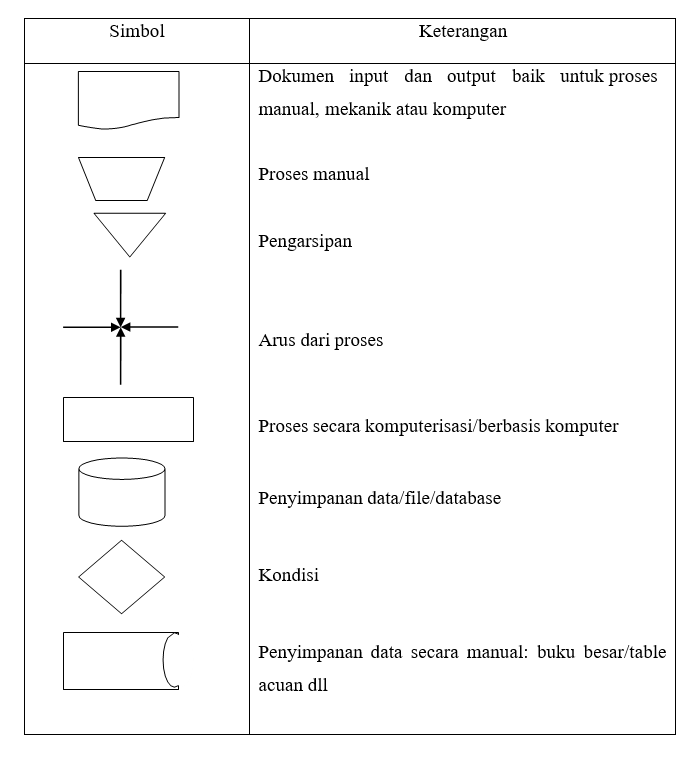 Simbol
Keterangan
Dokumen input dan output baik untuk proses
manual, mekanik atau komputer
Proses manual
Pengarsipan
Arus dari proses
Proses secara komputerisasi/berbasis komputer
Penyimpanan data/file/database
Kondisi
Penyimpanan data secara manual: buku besar/table
acuan dll